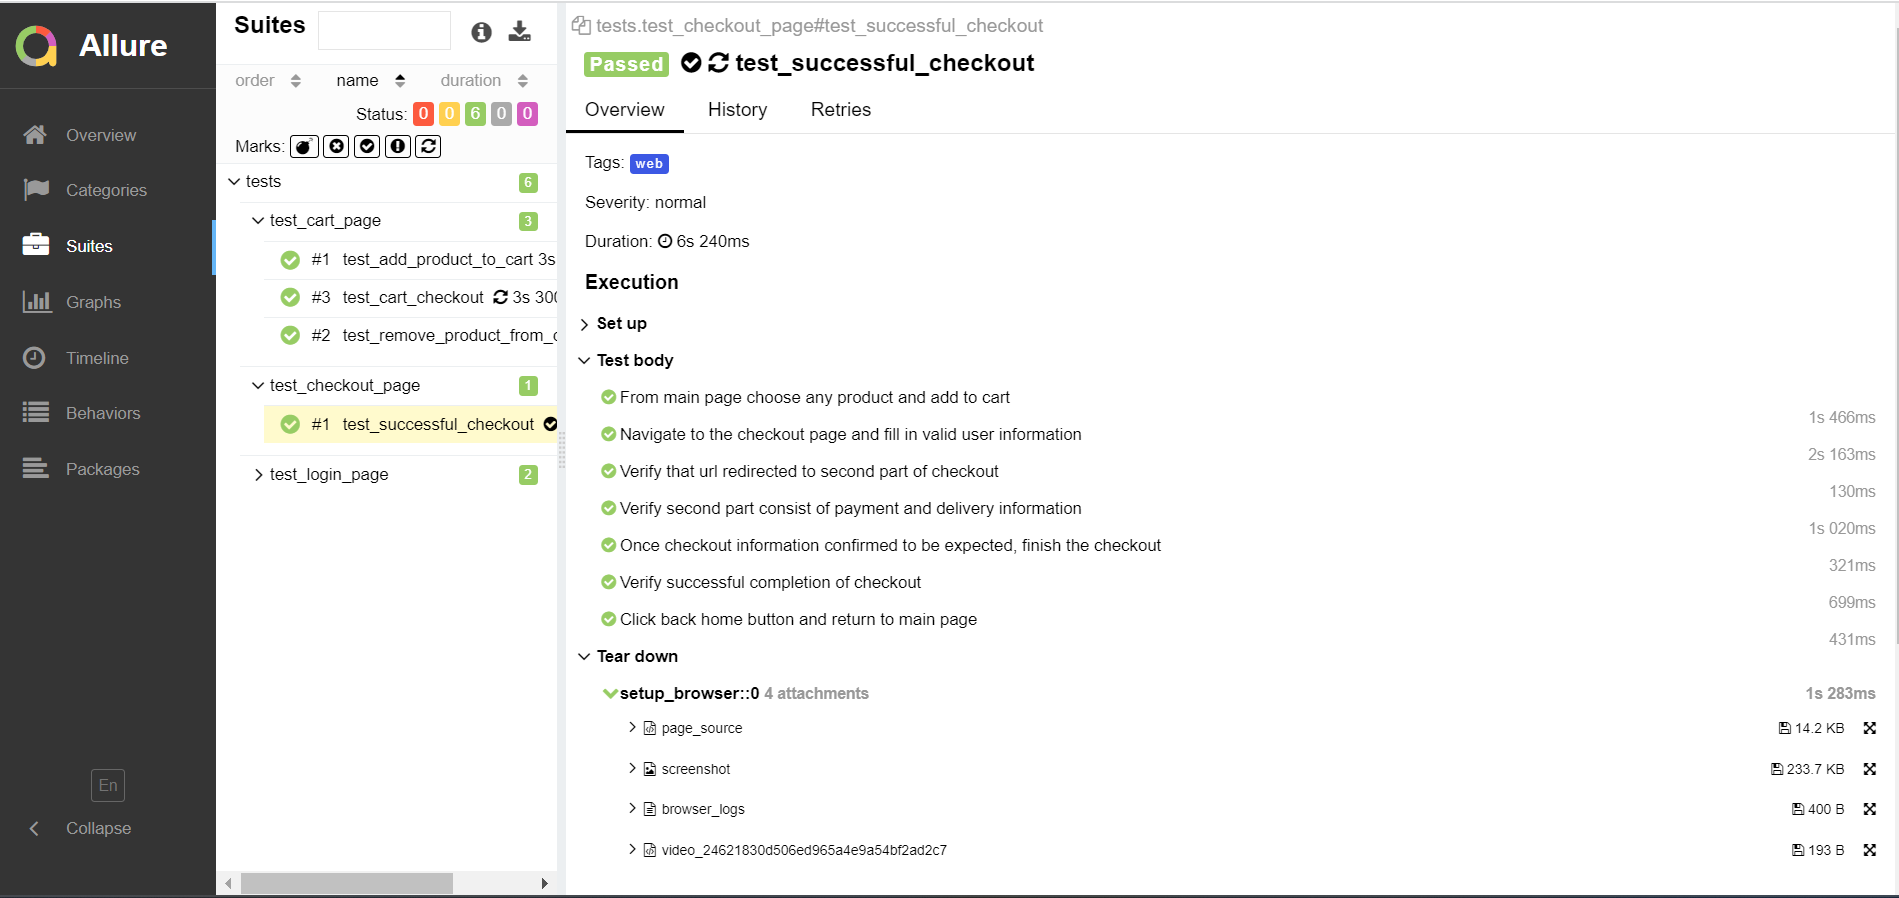 Allure
Overview
Categories
Suites
Graphs
Timeline
Behaviors
Packages
En
Collapse
Suites
order name duration
Status: 0 0 6 0 0
Marks:
tests 6
test_cart_page 3
#1 test_add_product_to_cart 3s
#3 test_cart_checkout 3s 300
#2 test_remove_product_from_c
test_checkout_page 1
#1 test_successful_checkout
test_login_page 2
tests.test_checkout_page#test_successful_checkout
Passed test_successful_checkout
Overview History Retries
Tags: web
Severity: normal
Duration: 6s 240ms
Execution
Set up
Test body
From main page choose any product and add to cart
1s 466ms
Navigate to the checkout page and fill in valid user information
2s 163ms
Verify that url redirected to second part of checkout
130ms
Verify second part consist of payment and delivery information
1s 020ms
Once checkout information confirmed to be expected, finish the checkout
321ms
Verify successful completion of checkout
699ms
Click back home button and return to main page
431ms
Tear down
setup_browser::0 4 attachments 1s 283ms
page_source 14.2 KB
screenshot 233.7 KB
browser_logs 400 B
video_24621830d506ed965a4e9a54bf2ad2c7 193 B